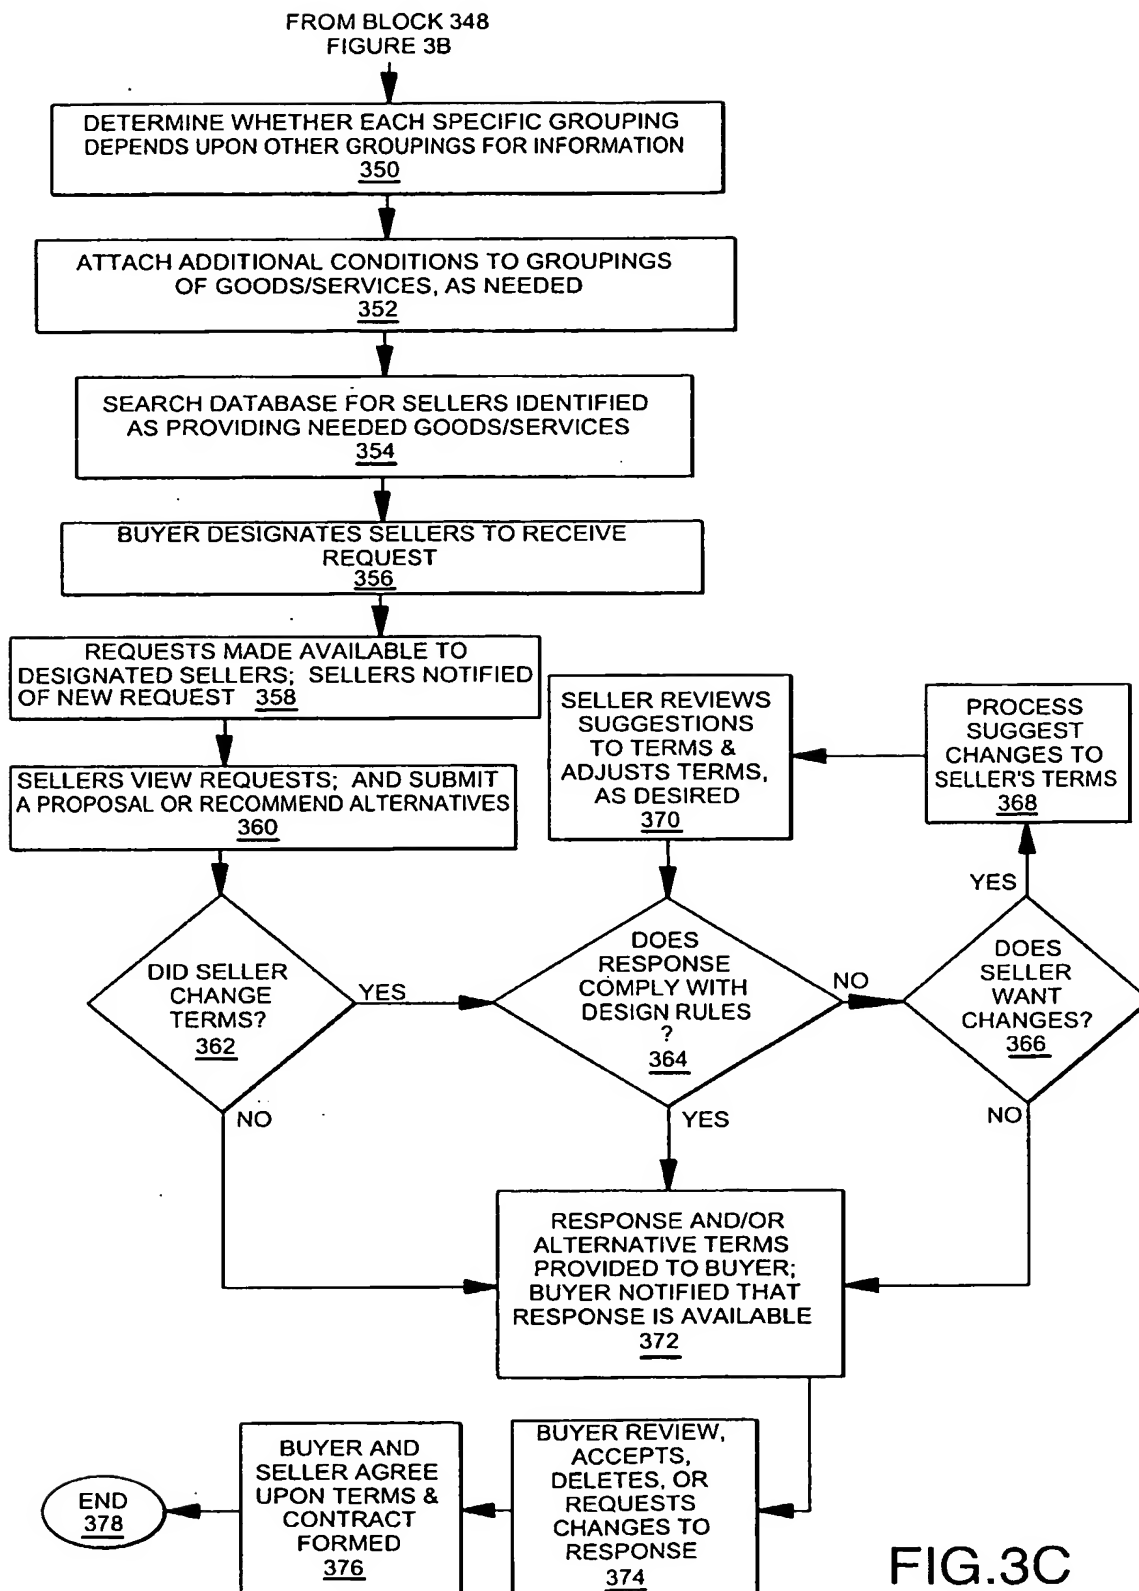 FROM BLOCK 348
FIGURE 3B
DETERMINE WHETHER EACH SPECIFIC GROUPING
DEPENDS UPON OTHER GROUPINGS FOR INFORMATION
350
ATTACH ADDITIONAL CONDITIONS TO GROUPINGS
OF GOODS/SERVICES, AS NEEDED
352
SEARCH DATABASE FOR SELLERS IDENTIFIED
AS PROVIDING NEEDED GOODS/SERVICES
354
BUYER DESIGNATES SELLERS TO RECEIVE
REQUEST
356
REQUESTS MADE AVAILABLE TO
DESIGNATED SELLERS; SELLERS NOTIFIED
OF NEW REQUEST 358
SELLERS VIEW REQUESTS; AND SUBMIT
A PROPOSAL OR RECOMMEND ALTERNATIVES
360
SELLER REVIEWS
SUGGESTIONS
TO TERMS &
ADJUSTS TERMS,
AS DESIRED
370
PROCESS
SUGGEST
CHANGES TO
SELLER'S TERMS
368
YES
DID SELLER
CHANGE
TERMS?
362
YES
DOES
RESPONSE
COMPLY WITH
DESIGN RULES
?
364
NO
DOES
SELLER
WANT
CHANGES?
366
NO
YES
NO
RESPONSE AND/OR
ALTERNATIVE TERMS
PROVIDED TO BUYER;
BUYER NOTIFIED THAT
RESPONSE IS AVAILABLE
372
BUYER REVIEW,
ACCEPTS,
DELETES, OR
REQUESTS
CHANGES TO
RESPONSE
374
BUYER AND
SELLER AGREE
UPON TERMS &
CONTRACT
FORMED
376
END
378
FIG.3C